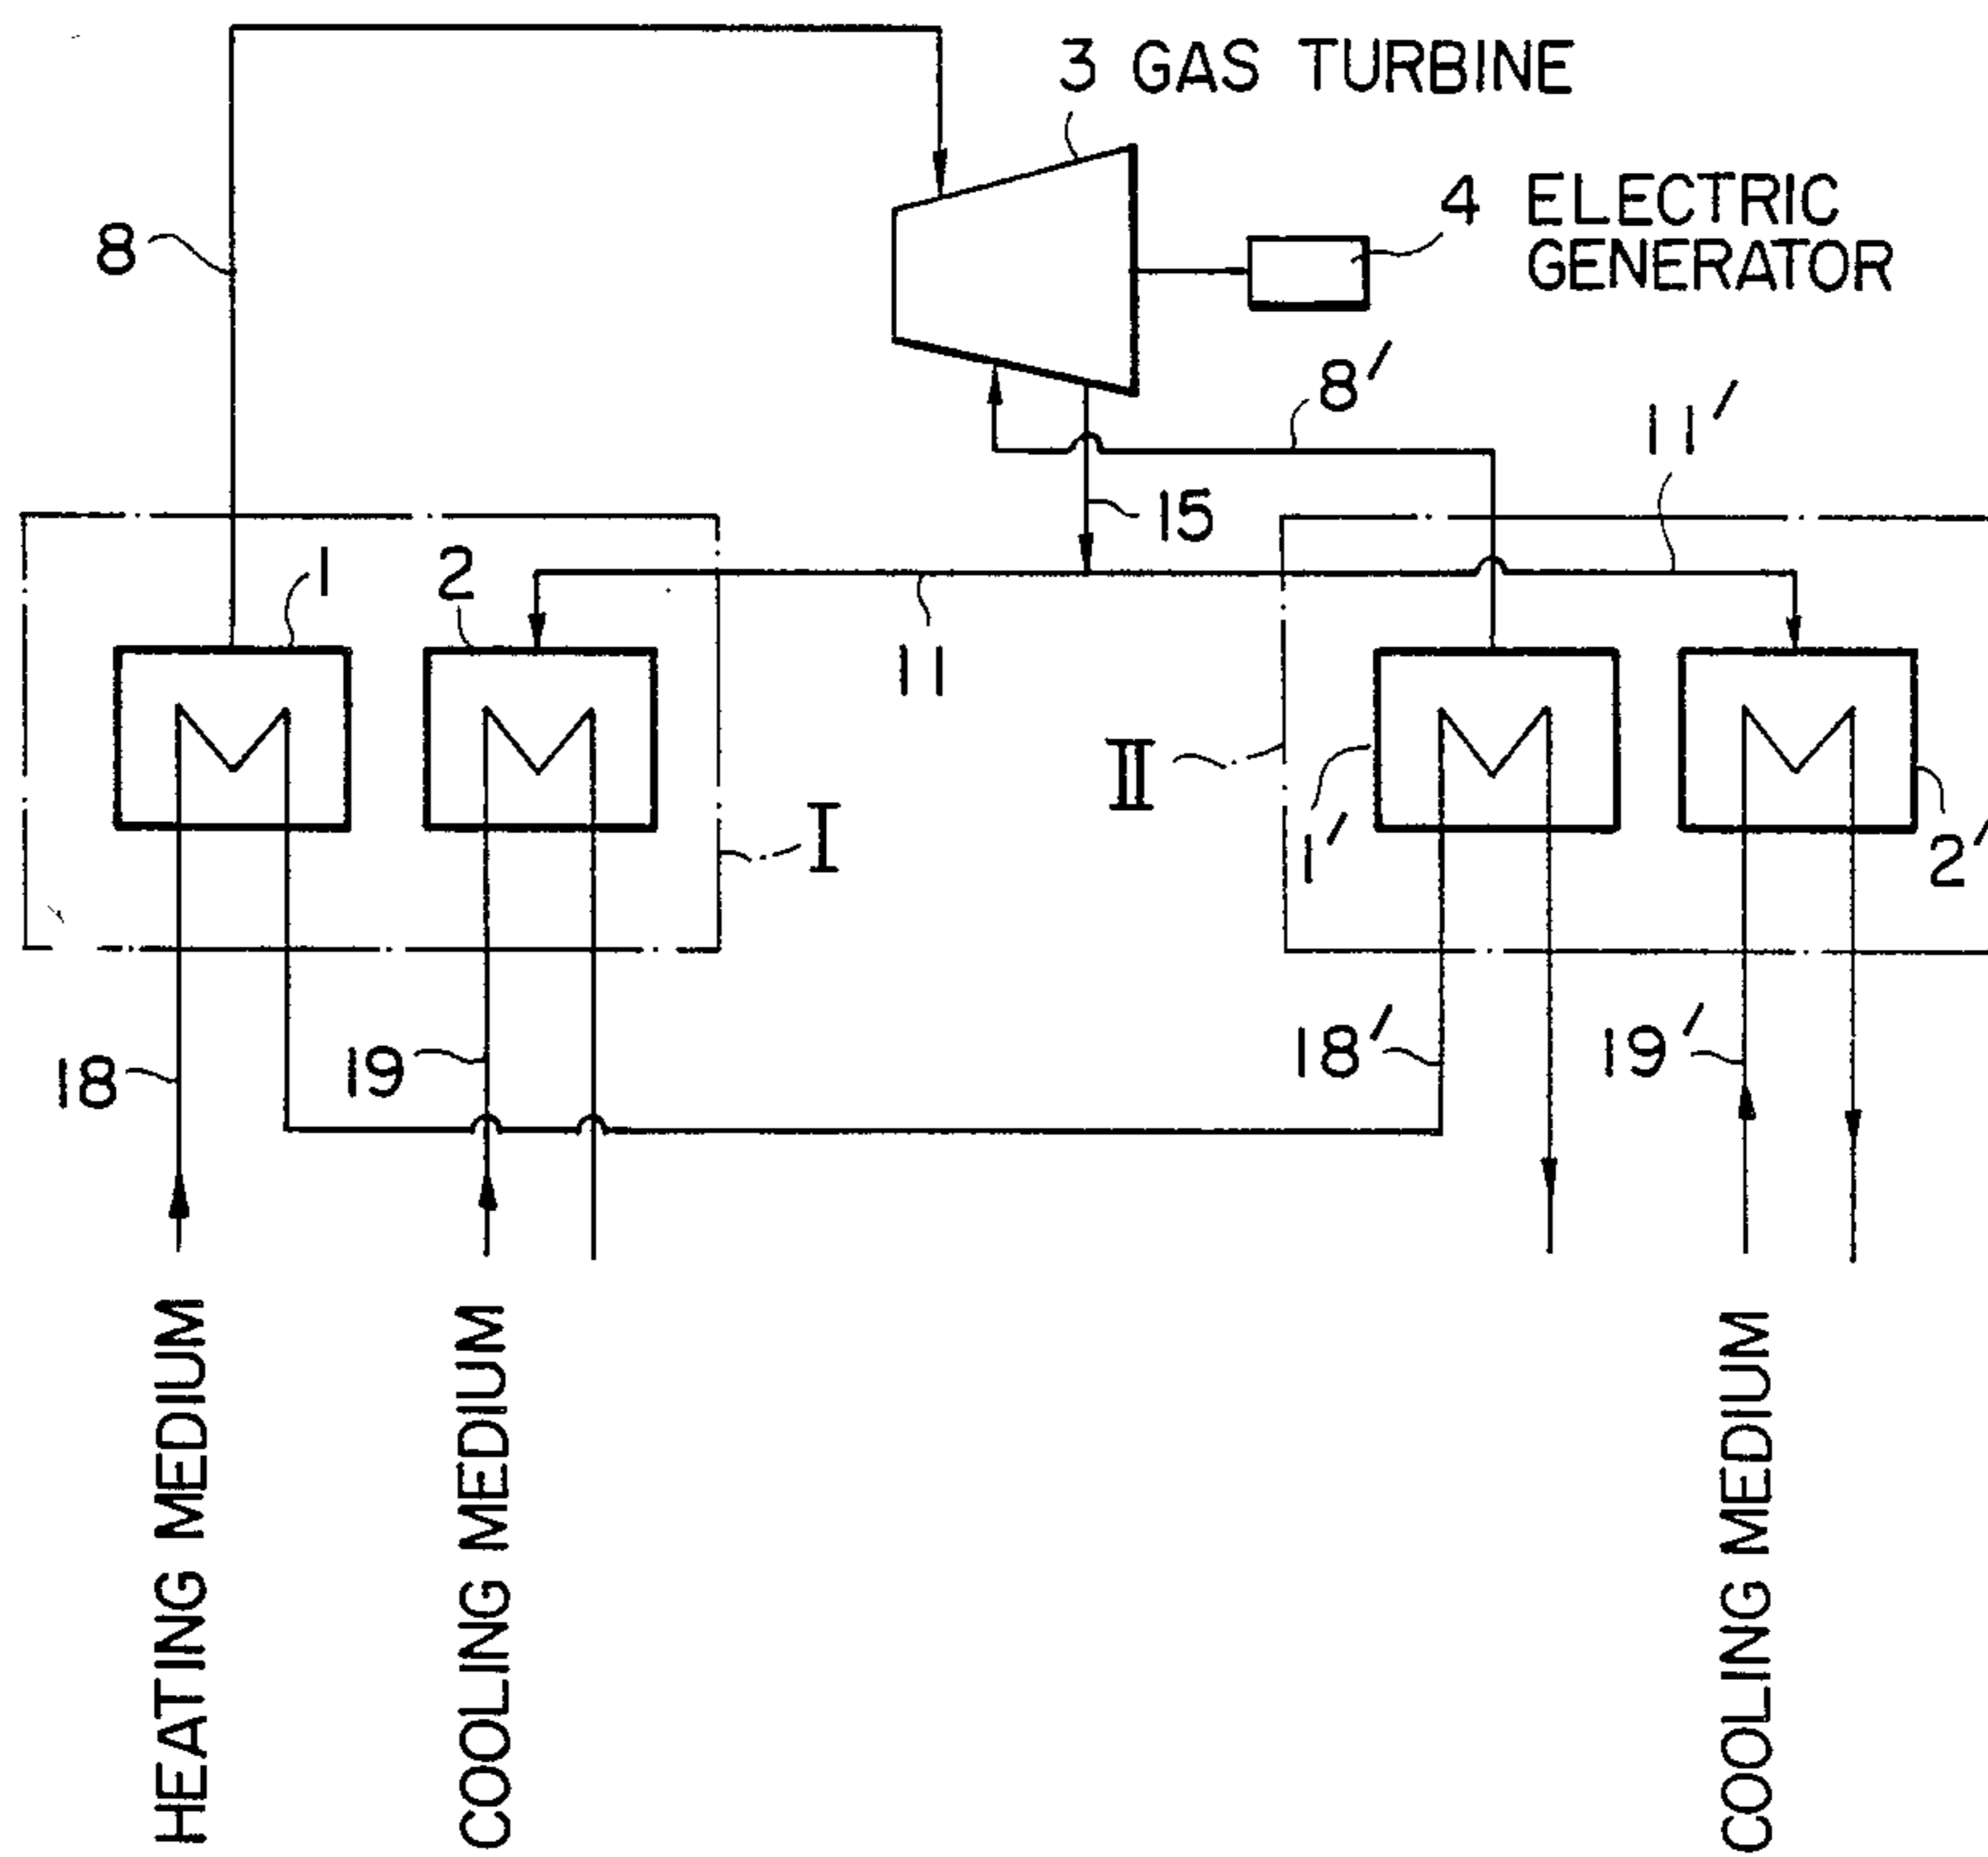 3 GAS TURBINE
4 ELECTRIC
GENERATOR
8
8′
11′
15
1
2
11
II
I
1′
2′
18
19
18′
19′
HEATING MEDIUM
COOLING MEDIUM
COOLING MEDIUM